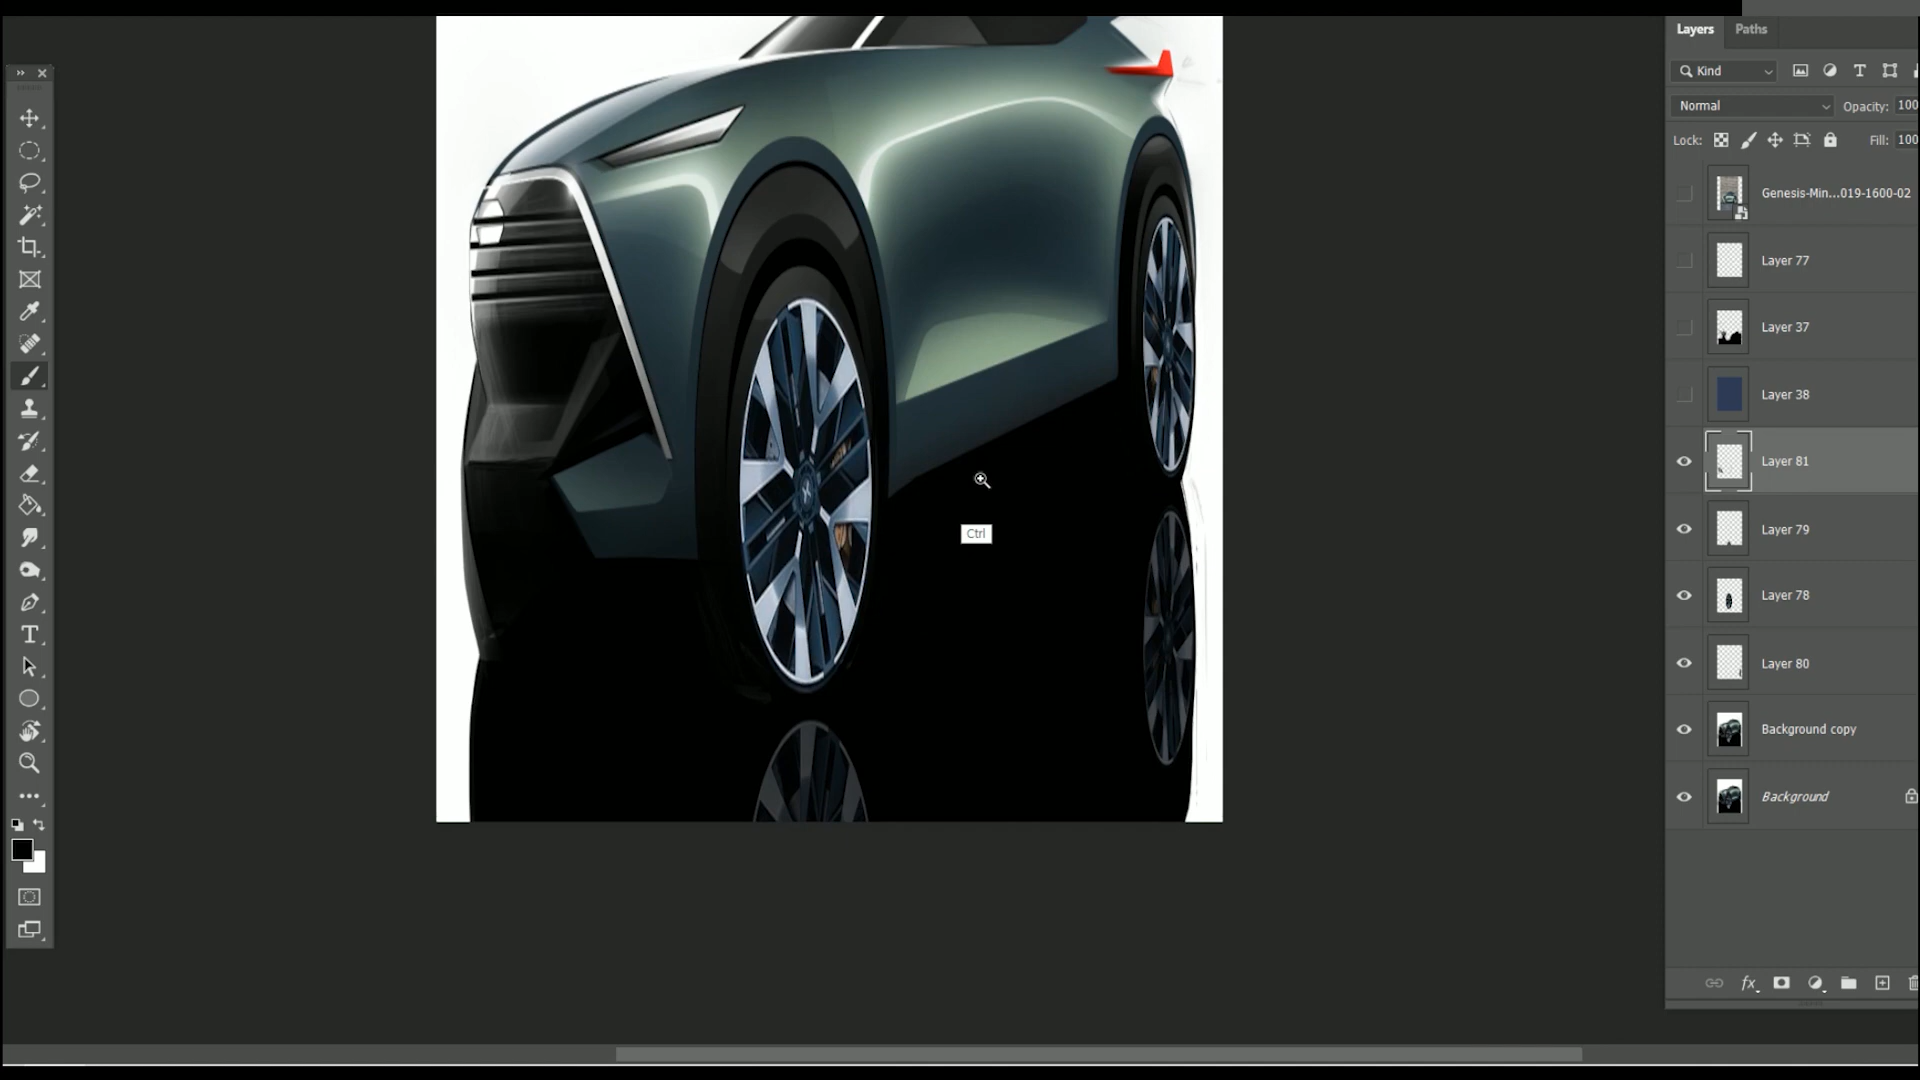 Layers Paths
Kind
Normal Opacity: 100
Lock: Fill: 100
Genesis-Min...019-1600-02
Layer 77
Layer 37
Layer 38
Layer 81
Layer 79
Layer 78
Layer 80
Background copy
Background
Ctrl
fx